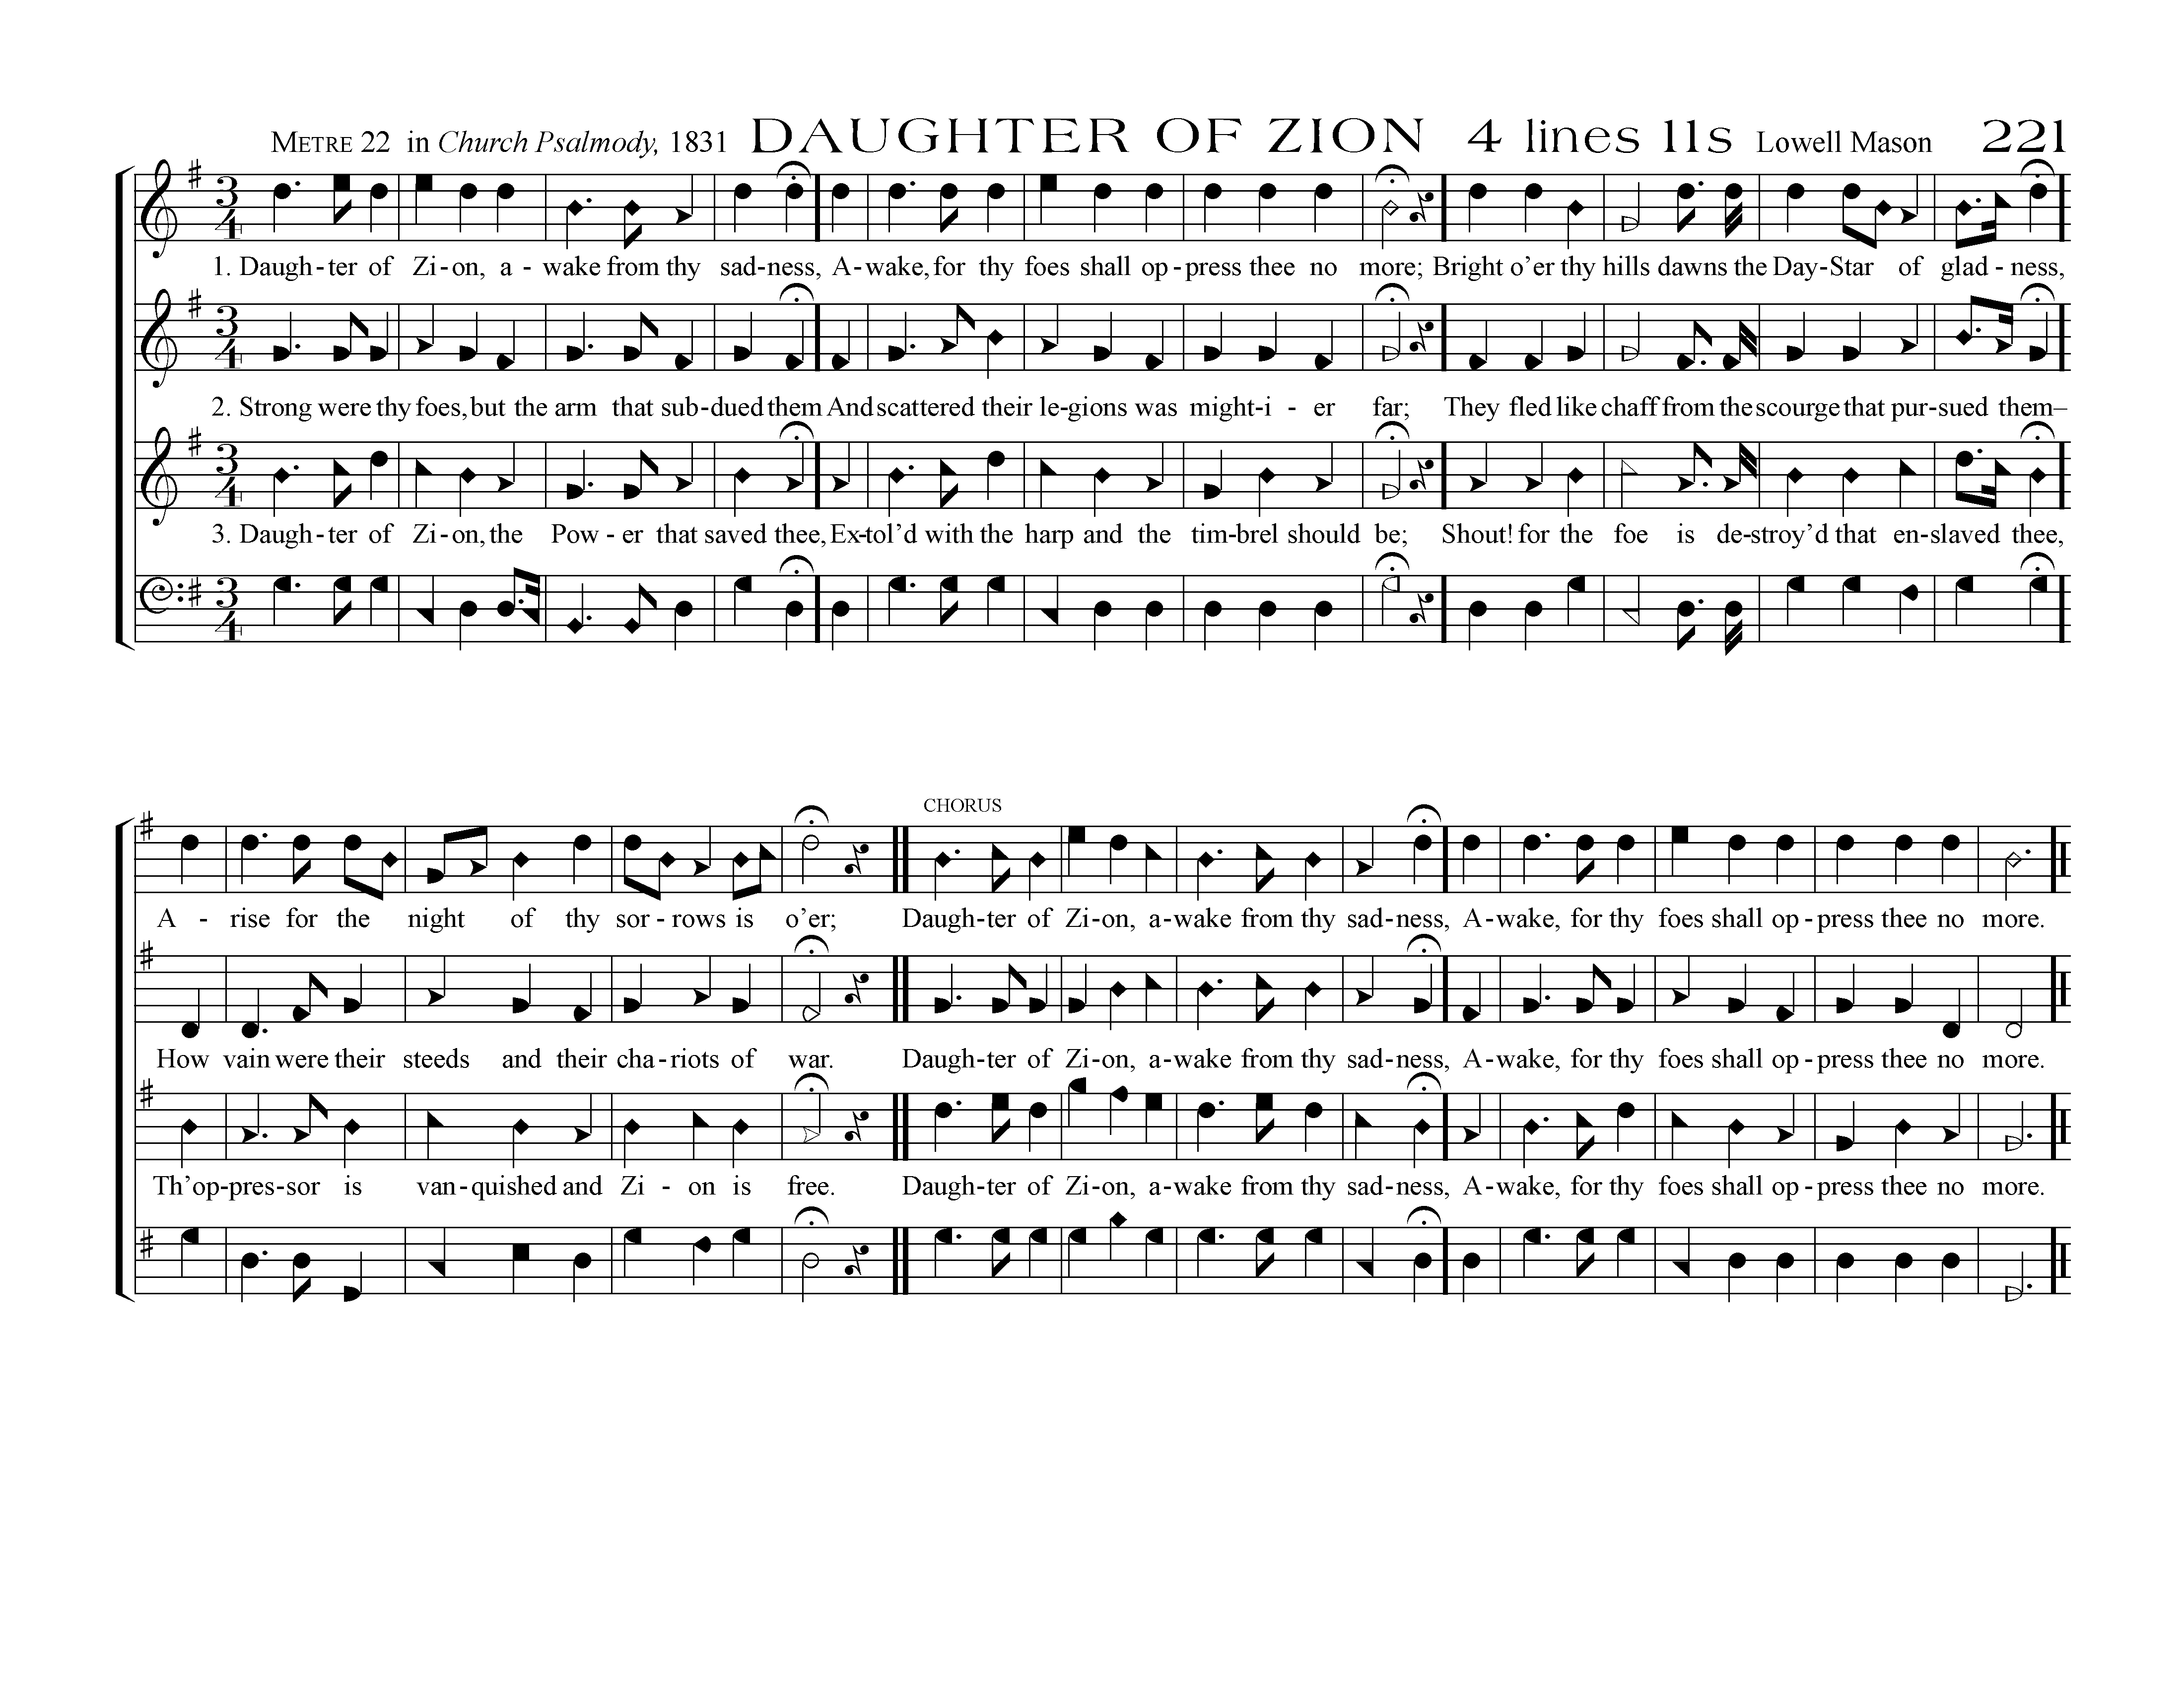 METRE 22 in Church Psalmody, 1831 DAUGHTER OF ZION 4 lines 11s Lowell Mason 221
3 4
1. Daugh-ter of Zi-on, a-wake from thy sad-ness, A-wake, for thy foes shall op-press thee no more; Bright o'er thy hills dawns the Day-Star of glad-ness,
3 4
2. Strong were thy foes, but the arm that sub-dued them And scattered their le-gions was might-i-er far; They fled like chaff from the scourge that pur-sued them–
3 4
3. Daugh-ter of Zi-on, the Pow-er that saved thee, Ex-tol'd with the harp and the tim-brel should be; Shout! for the foe is de-stroy'd that en-slaved thee,
3 4
CHORUS
A-rise for the night of thy sor-rows is o'er; Daugh-ter of Zi-on, a-wake from thy sad-ness, A-wake, for thy foes shall op-press thee no more.
How vain were their steeds and their cha-riots of war. Daugh-ter of Zi-on, a-wake from thy sad-ness, A-wake, for thy foes shall op-press thee no more.
Th'op-pres-sor is van-quished and Zi-on is free. Daugh-ter of Zi-on, a-wake from thy sad-ness, A-wake, for thy foes shall op-press thee no more.